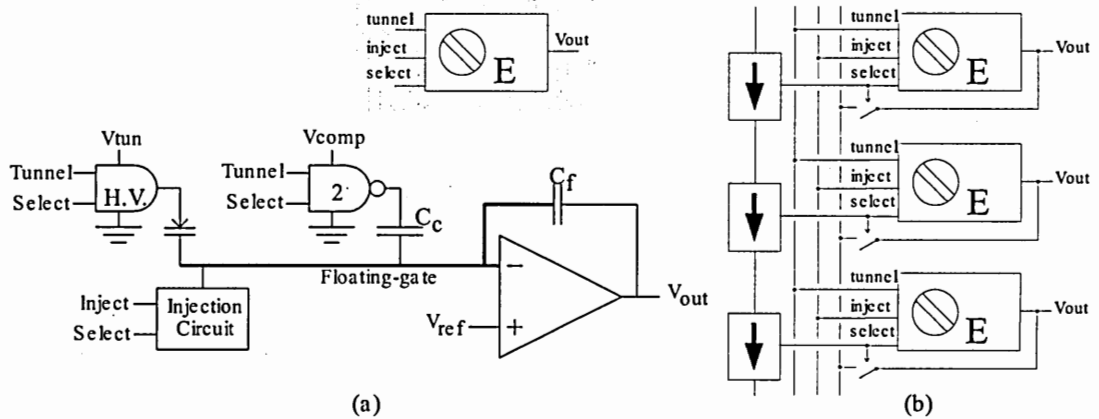 tunnel
inject
select
E
Vout
Vtun
Tunnel
Select
H.V.
Vcomp
Tunnel
Select
2
Cc
Cf
Floating-gate
Inject
Select
Injection
Circuit
Vref
−
+
Vout
(a)
tunnel
inject
select
E
Vout
tunnel
inject
select
E
Vout
tunnel
inject
select
E
Vout
(b)